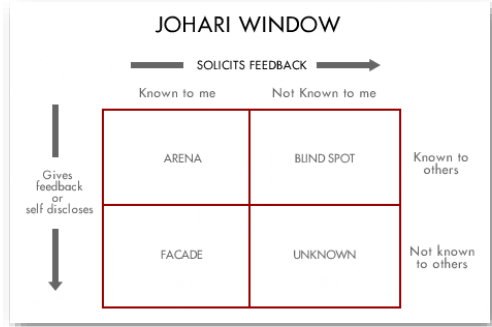 JOHARI WINDOW
SOLICITS FEEDBACK
Known to me
Not Known to me
ARENA
BLIND SPOT
Known to
others
Gives
feedback
or
self discloses
FACADE
UNKNOWN
Not known
to others